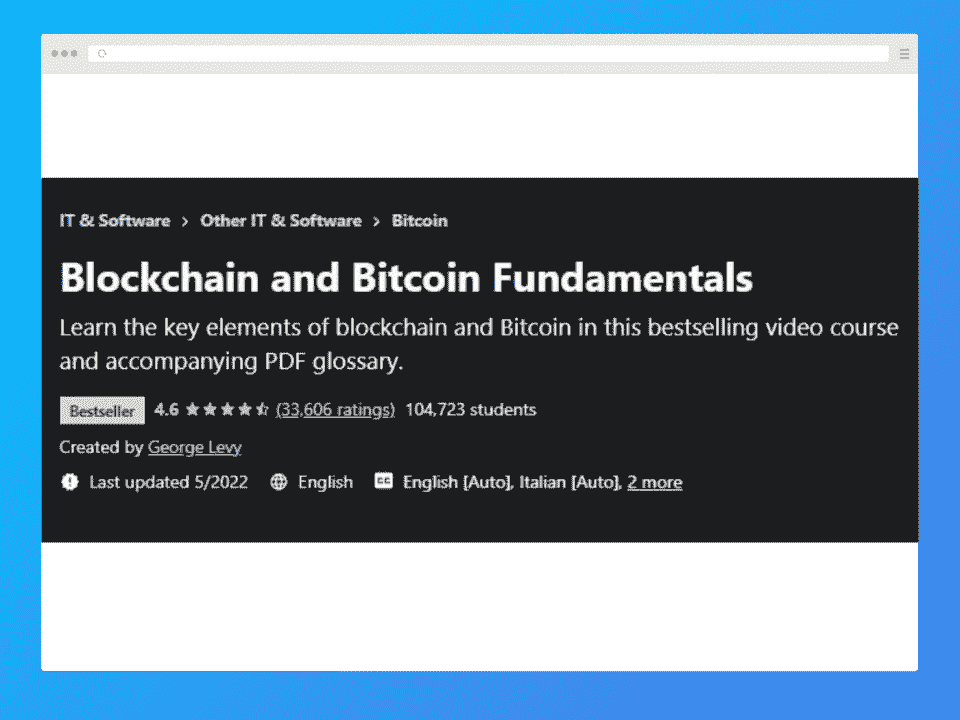 IT & Software > Other IT & Software > Bitcoin
Blockchain and Bitcoin Fundamentals
Learn the key elements of blockchain and Bitcoin in this bestselling video course
and accompanying PDF glossary.
Bestseller 4.6 (33,606 ratings) 104,723 students
Created by George Levy
Last updated 5/2022 English CC English [Auto], Italian [Auto], 2 more